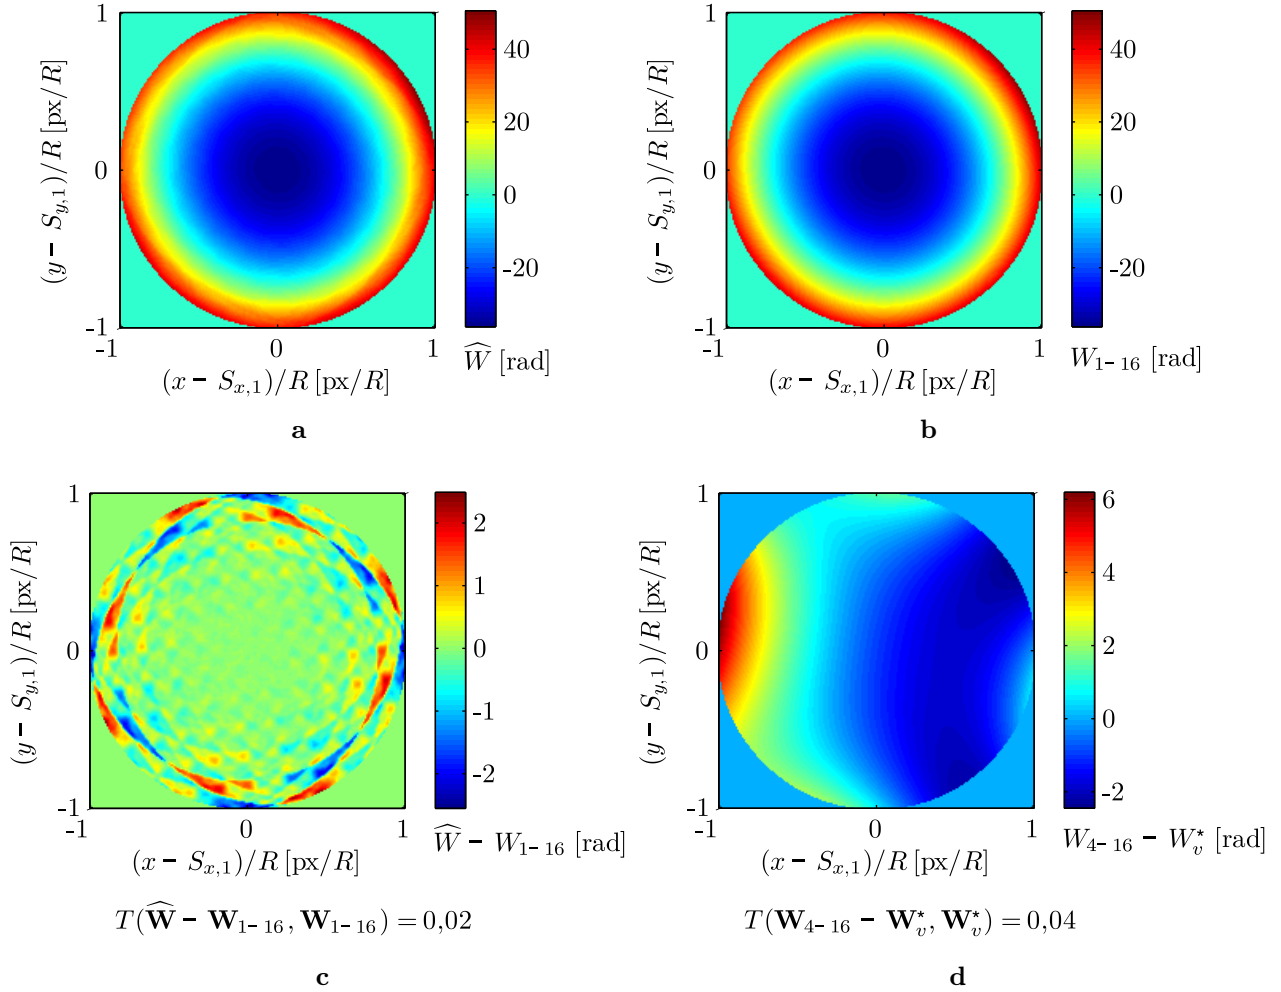 1
0
-1
-1
0
1
(y − S_{y,1})/R [px/R]
(x − S_{x,1})/R [px/R]
40
20
0
-20
\widehat{W} [rad]
a
1
0
-1
-1
0
1
(y − S_{y,1})/R [px/R]
(x − S_{x,1})/R [px/R]
40
20
0
-20
W_{1-16} [rad]
b
1
0
-1
-1
0
1
(y − S_{y,1})/R [px/R]
(x − S_{x,1})/R [px/R]
2
1
0
-1
-2
\widehat{W} − W_{1-16} [rad]
T(\widehat{W} − W_{1-16}, W_{1-16}) = 0,02
c
1
0
-1
-1
0
1
(y − S_{y,1})/R [px/R]
(x − S_{x,1})/R [px/R]
6
4
2
0
-2
W_{4-16} − W_v^⋆ [rad]
T(W_{4-16} − W_v^⋆, W_v^⋆) = 0,04
d